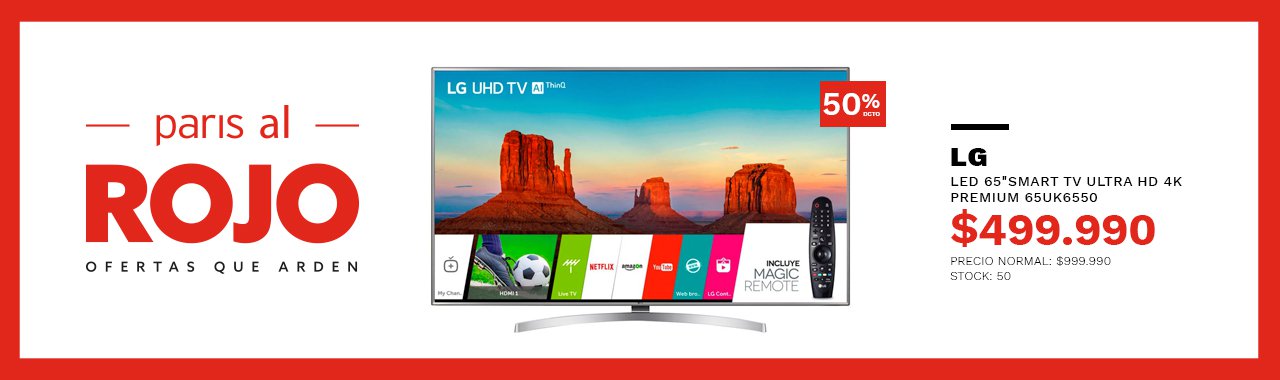 parıs al
ROJO
OFERTAS QUE ARDEN
LG UHD TV AI ThinQ
50%
DCTO
My Chan..
HDMI 1
Live TV
NETFLIX
amazon
YouTube
Web bro..
LG Cont..
INCLUYE
MAGIC
REMOTE
LG
LG
LED 65"SMART TV ULTRA HD 4K
PREMIUM 65UK6550
$499.990
PRECIO NORMAL: $999.990
STOCK: 50